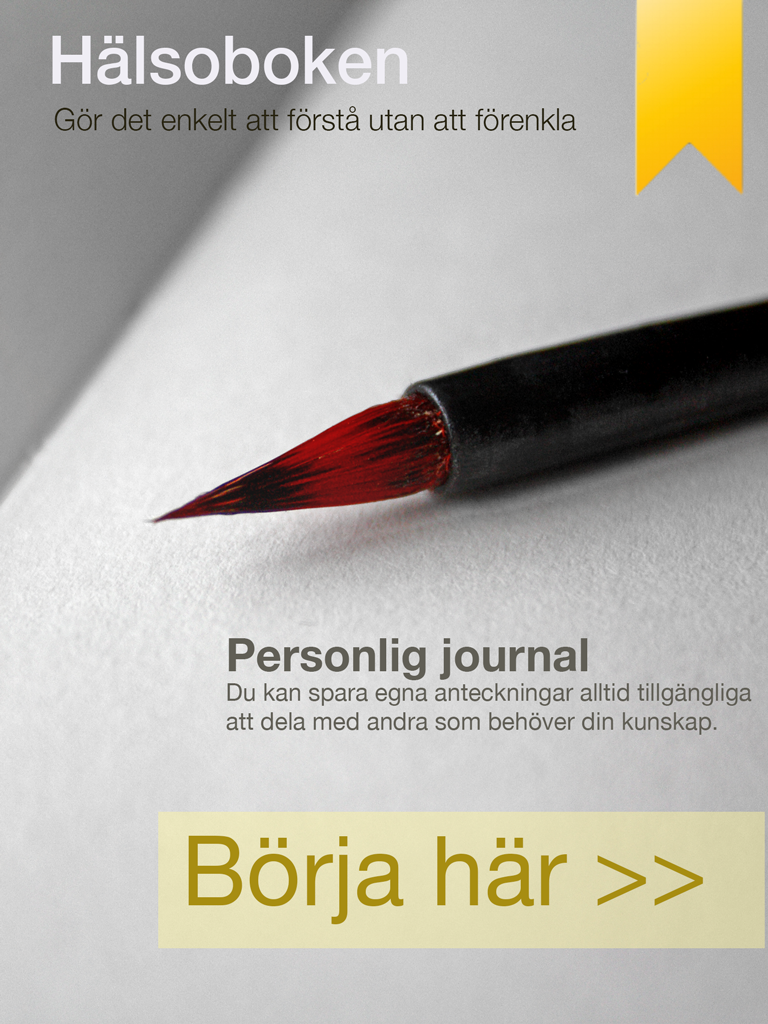 Hälsoboken
Gör det enkelt att förstå utan att förenkla
Personlig journal
Du kan spara egna anteckningar alltid tillgängliga
att dela med andra som behöver din kunskap.
Börja här >>